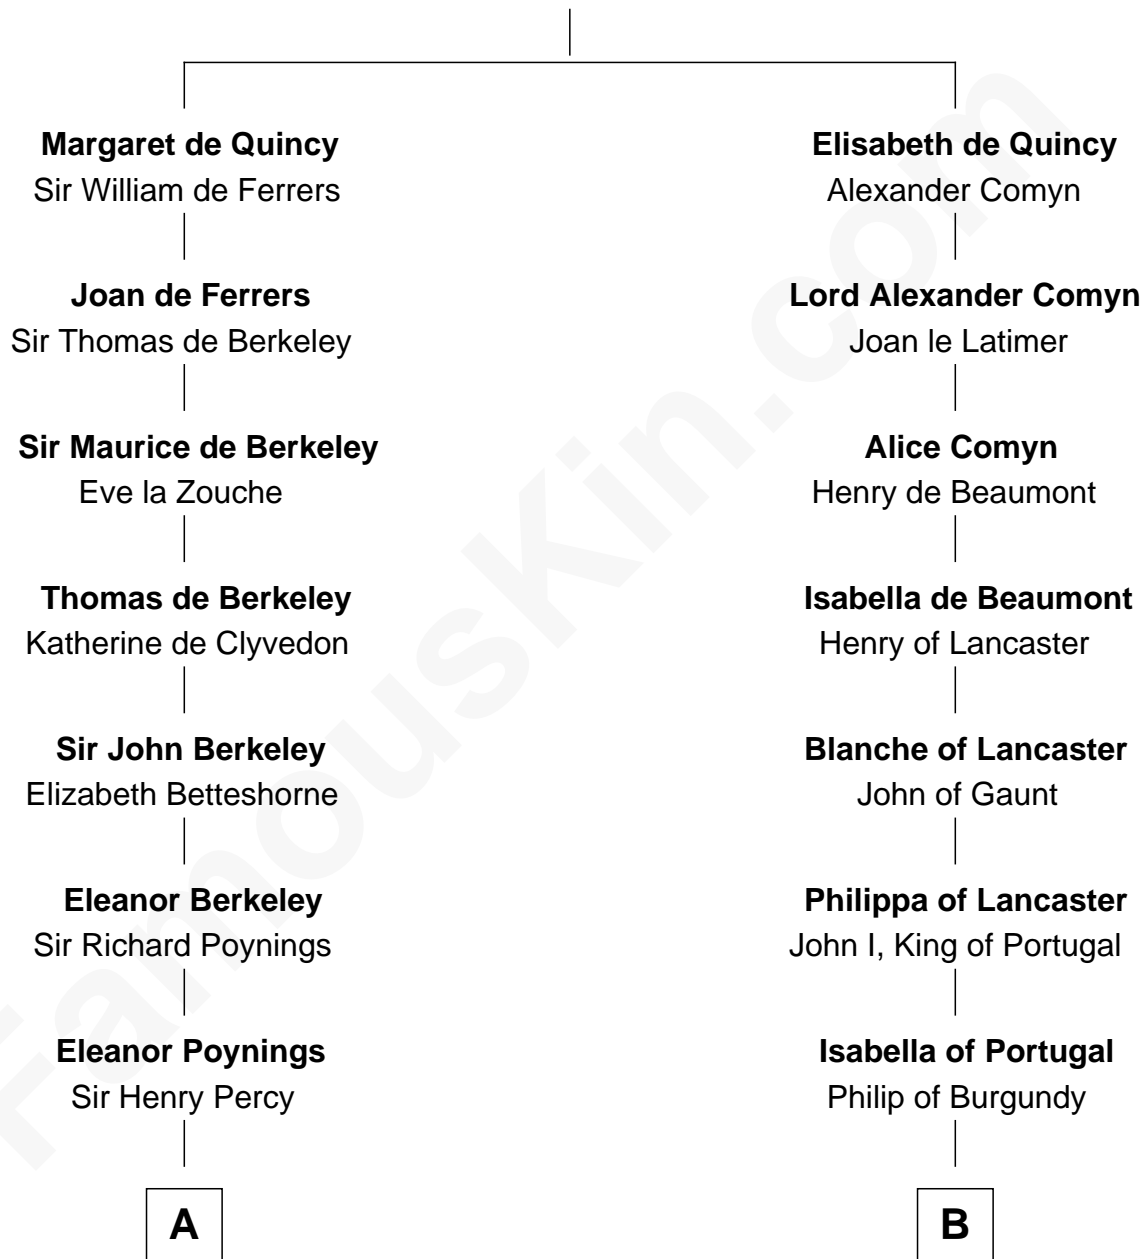 Margaret de Quincy
Sir William de Ferrers
Joan de Ferrers
Sir Thomas de Berkeley
Sir Maurice de Berkeley
Eve la Zouche
Thomas de Berkeley
Katherine de Clyvedon
Sir John Berkeley
Elizabeth Betteshorne
Eleanor Berkeley
Sir Richard Poynings
Eleanor Poynings
Sir Henry Percy
A
Elisabeth de Quincy
Alexander Comyn
Lord Alexander Comyn
Joan le Latimer
Alice Comyn
Henry de Beaumont
Isabella de Beaumont
Henry of Lancaster
Blanche of Lancaster
John of Gaunt
Philippa of Lancaster
John I, King of Portugal
Isabella of Portugal
Philip of Burgundy
B
FamousKin.com